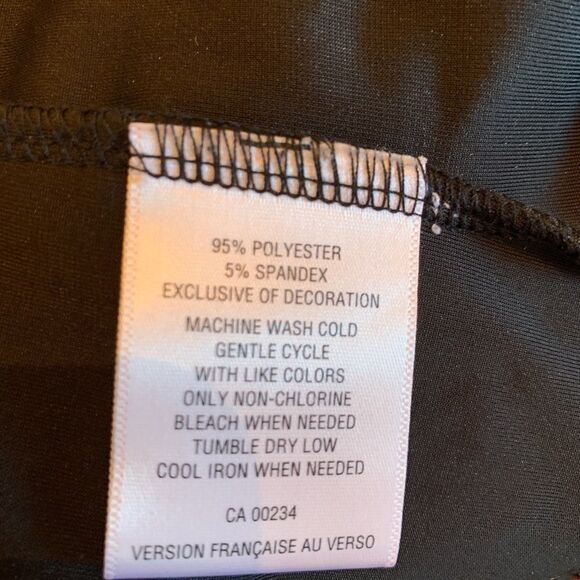 95% POLYESTER
5% SPANDEX
EXCLUSIVE OF DECORATION
MACHINE WASH COLD
GENTLE CYCLE
WITH LIKE COLORS
ONLY NON-CHLORINE
BLEACH WHEN NEEDED
TUMBLE DRY LOW
COOL IRON WHEN NEEDED
CA 00234
VERSION FRANÇAISE AU VERSO